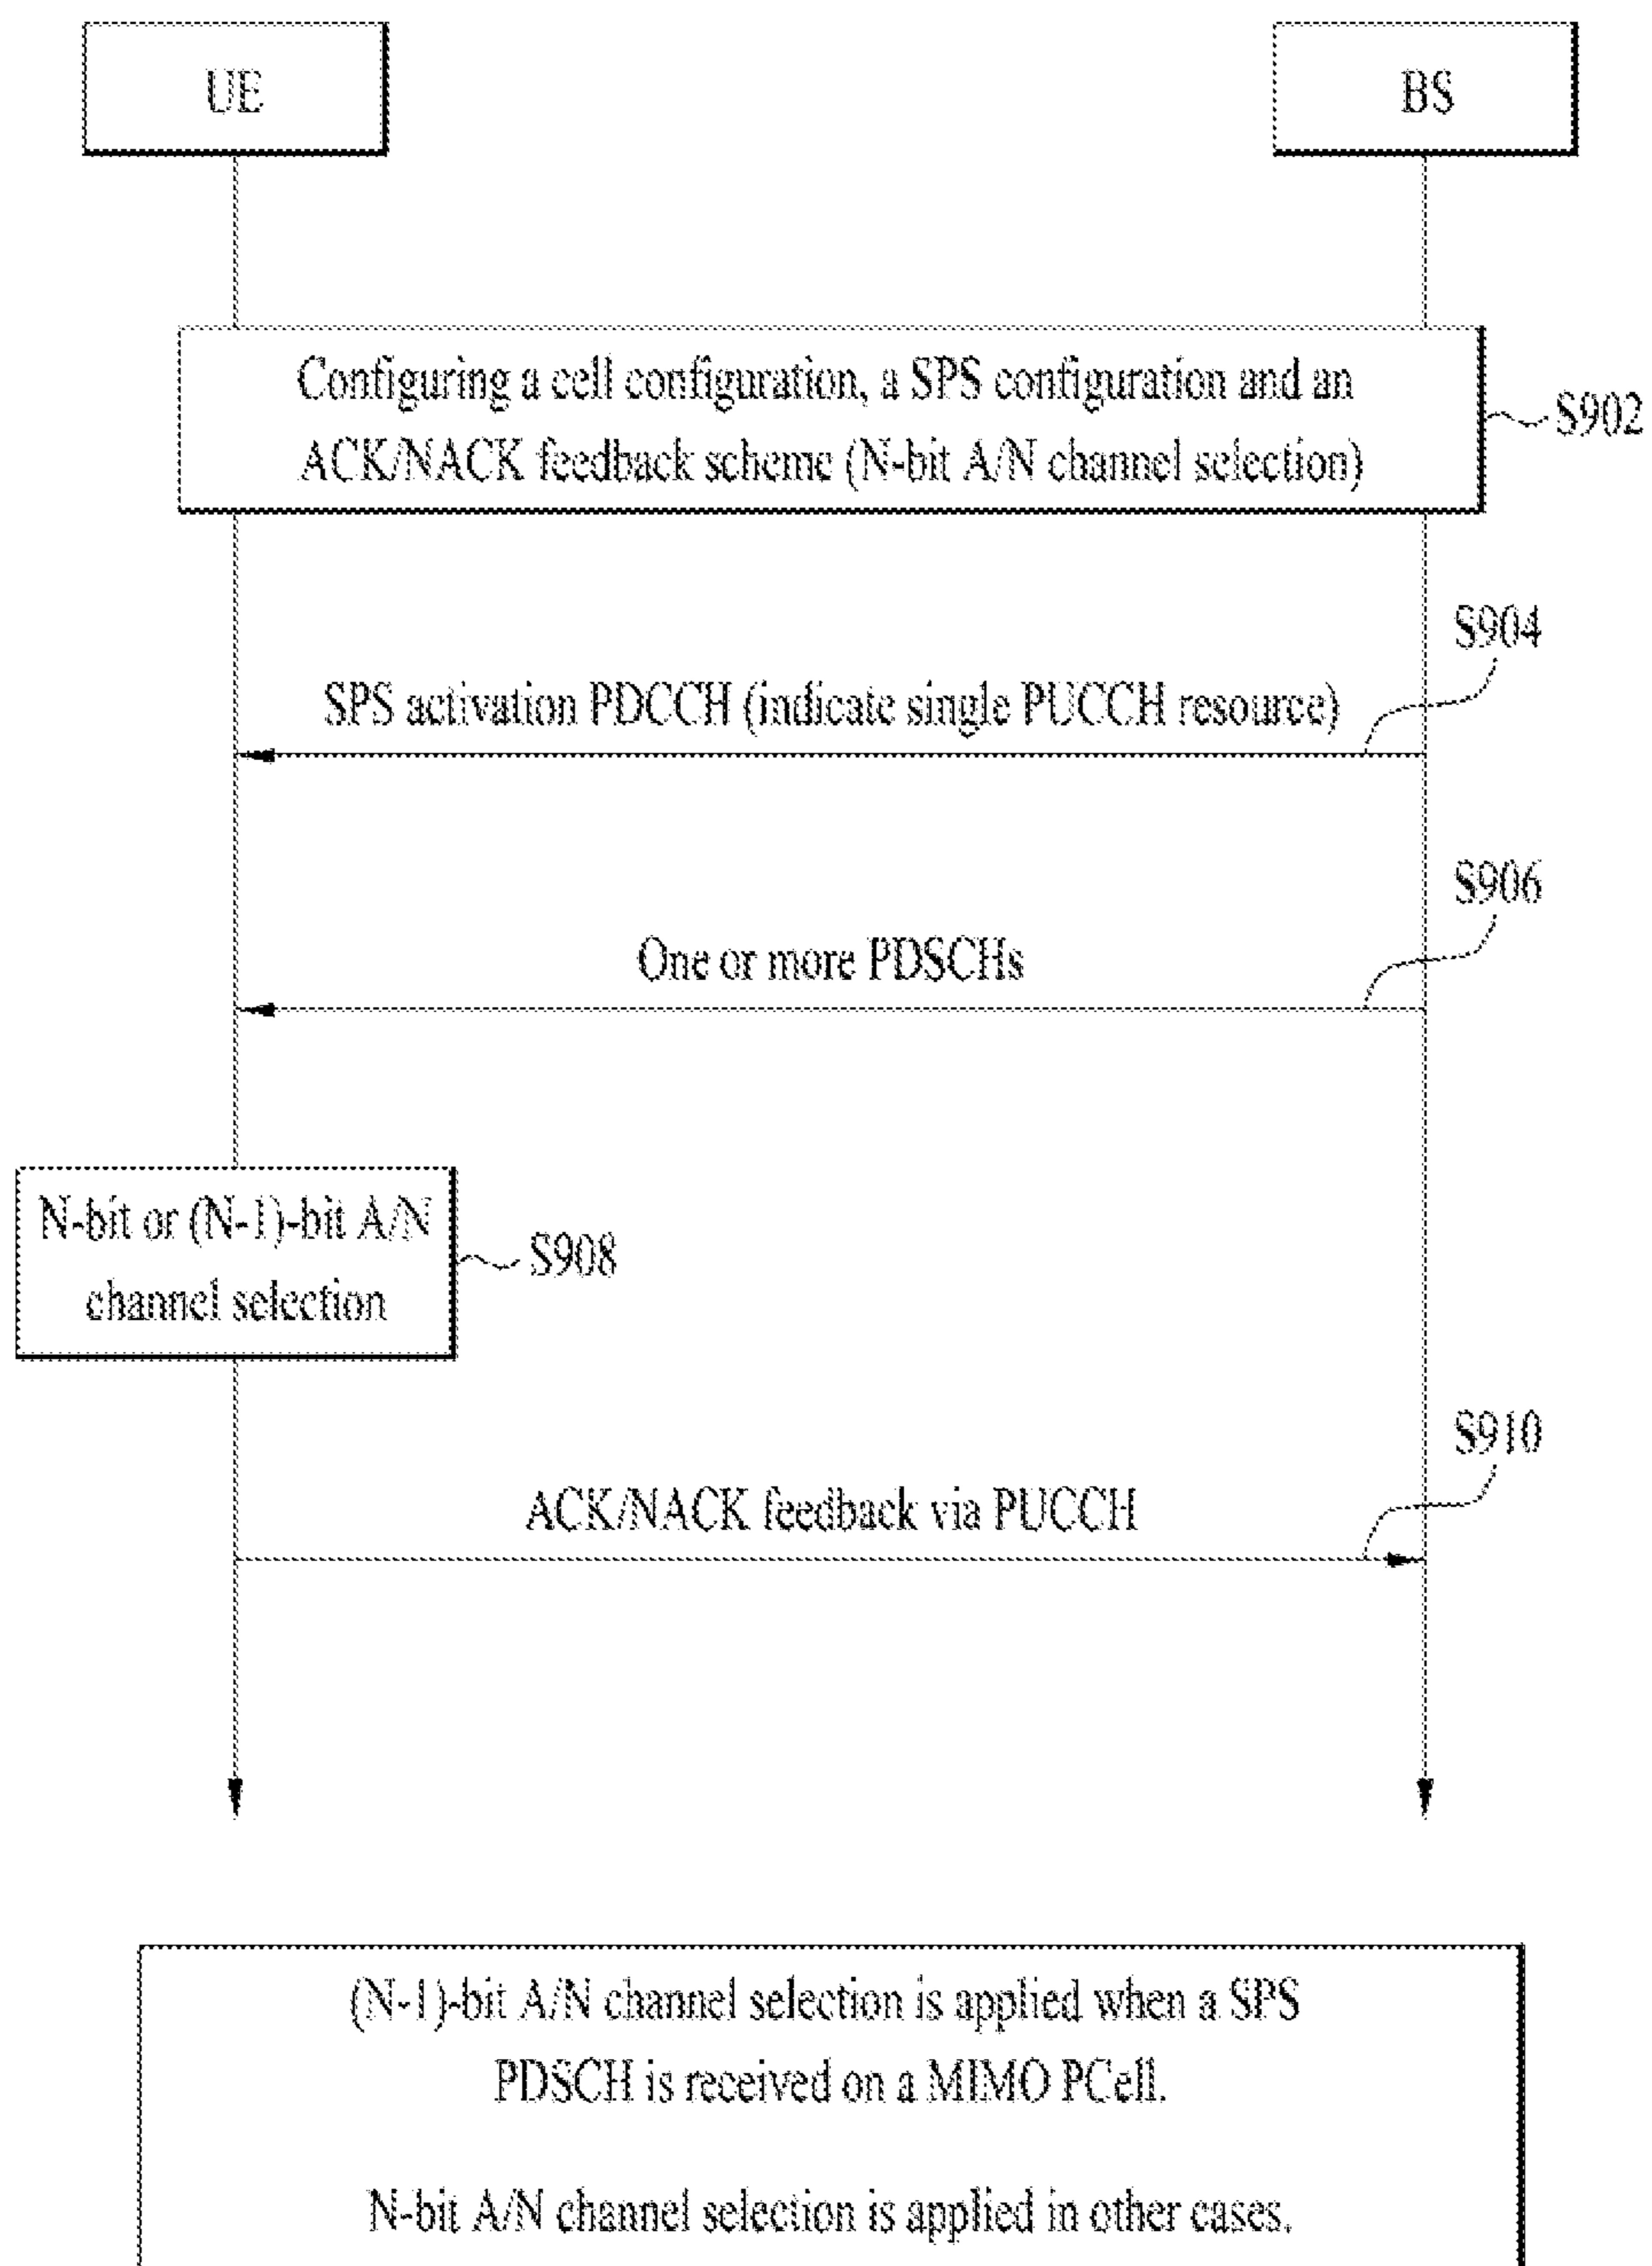 UE
BS
Configuring a cell configuration, a SPS configuration and an
ACK/NACK feedback scheme (N-bit A/N channel selection)
S902
S904
SPS activation PDCCH (indicate single PUCCH resource)
S906
One or more PDSCHs
N-bit or (N-1)-bit A/N
channel selection
S908
S910
ACK/NACK feedback via PUCCH
(N-1)-bit A/N channel selection is applied when a SPS
PDSCH is received on a MIMO PCell.
N-bit A/N channel selection is applied in other cases.